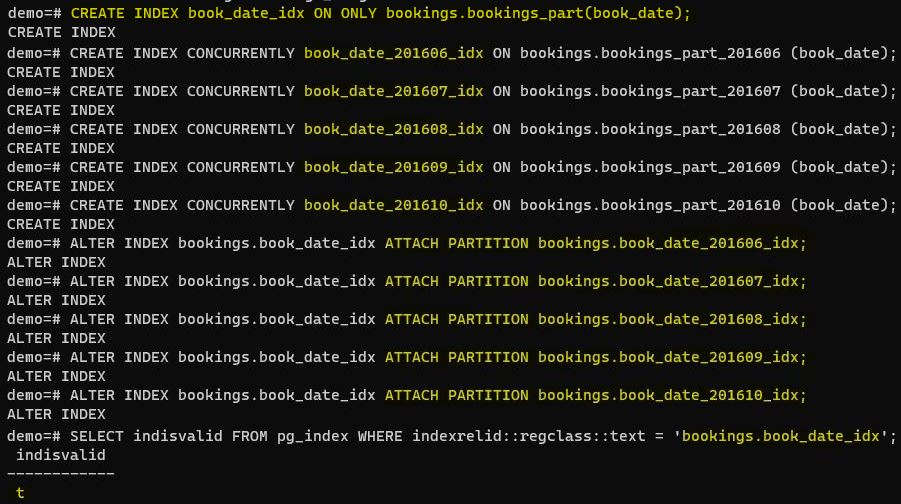 demo=# CREATE INDEX book_date_idx ON ONLY bookings.bookings_part(book_date);
CREATE INDEX
demo=# CREATE INDEX CONCURRENTLY book_date_201606_idx ON bookings.bookings_part_201606 (book_date);
CREATE INDEX
demo=# CREATE INDEX CONCURRENTLY book_date_201607_idx ON bookings.bookings_part_201607 (book_date);
CREATE INDEX
demo=# CREATE INDEX CONCURRENTLY book_date_201608_idx ON bookings.bookings_part_201608 (book_date);
CREATE INDEX
demo=# CREATE INDEX CONCURRENTLY book_date_201609_idx ON bookings.bookings_part_201609 (book_date);
CREATE INDEX
demo=# CREATE INDEX CONCURRENTLY book_date_201610_idx ON bookings.bookings_part_201610 (book_date);
CREATE INDEX
demo=# ALTER INDEX bookings.book_date_idx ATTACH PARTITION bookings.book_date_201606_idx;
ALTER INDEX
demo=# ALTER INDEX bookings.book_date_idx ATTACH PARTITION bookings.book_date_201607_idx;
ALTER INDEX
demo=# ALTER INDEX bookings.book_date_idx ATTACH PARTITION bookings.book_date_201608_idx;
ALTER INDEX
demo=# ALTER INDEX bookings.book_date_idx ATTACH PARTITION bookings.book_date_201609_idx;
ALTER INDEX
demo=# ALTER INDEX bookings.book_date_idx ATTACH PARTITION bookings.book_date_201610_idx;
ALTER INDEX
demo=# SELECT indisvalid FROM pg_index WHERE indexrelid::regclass::text = 'bookings.book_date_idx';
indisvalid
------------
t